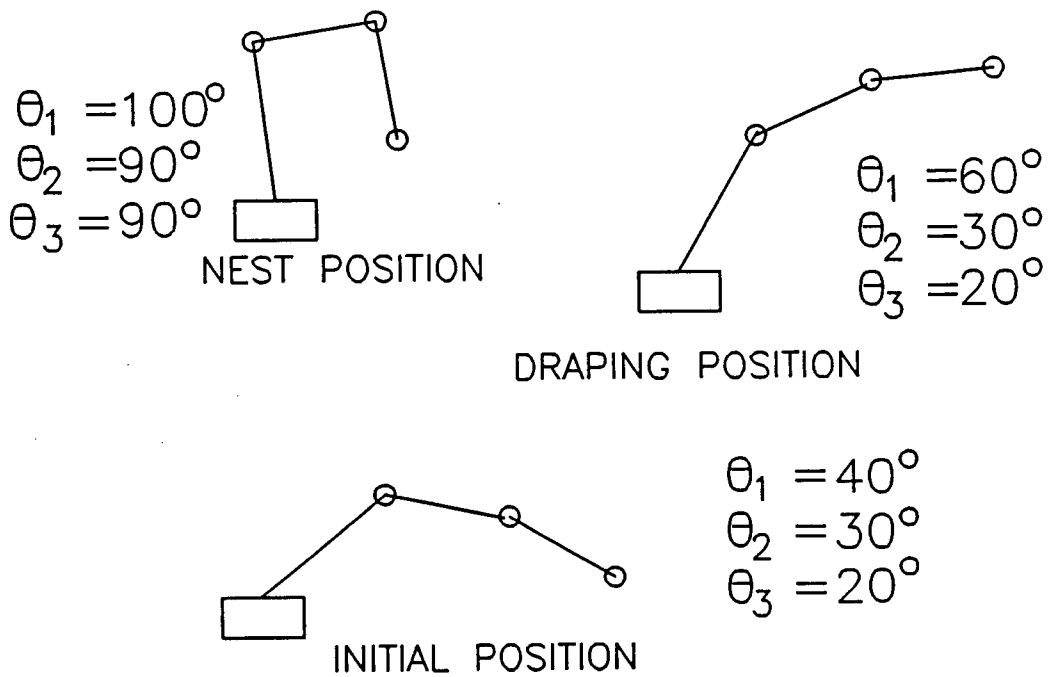 θ₁ =100°
θ₂ =90°
θ₃ =90°
NEST POSITION
θ₁ =60°
θ₂ =30°
θ₃ =20°
DRAPING POSITION
θ₁ =40°
θ₂ =30°
θ₃ =20°
INITIAL POSITION